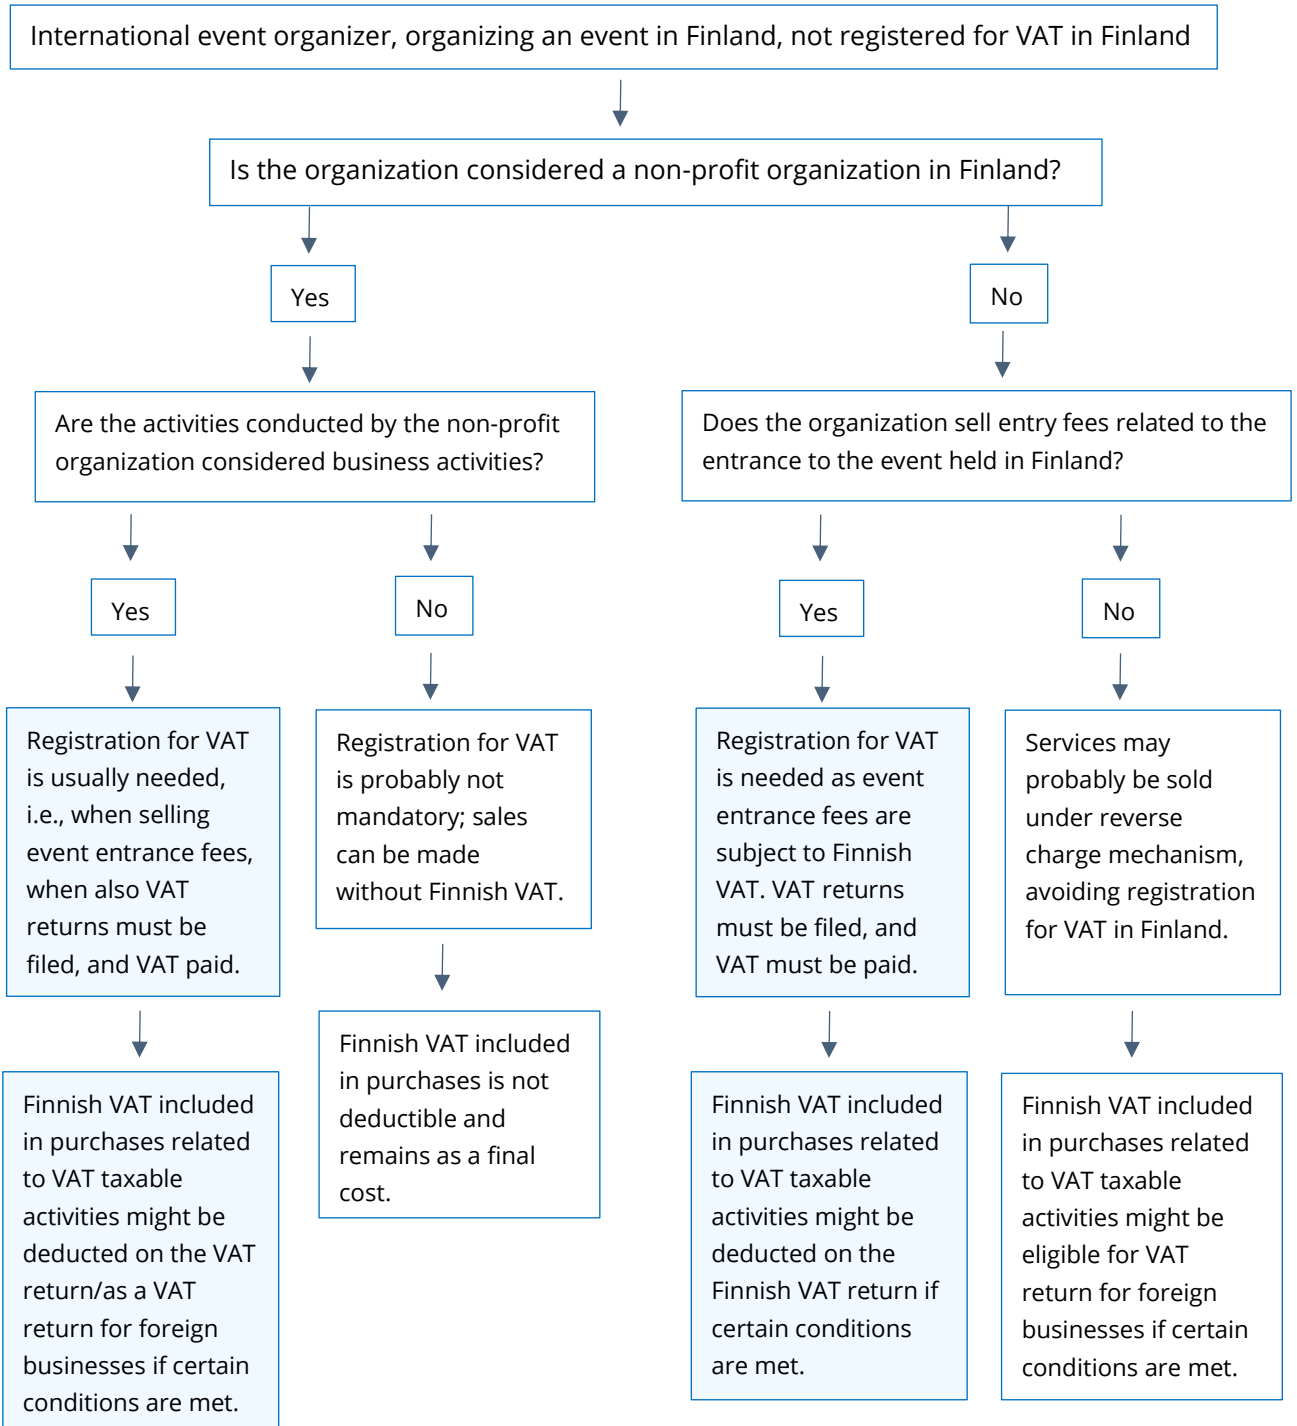 International event organizer, organizing an event in Finland, not registered for VAT in Finland
Is the organization considered a non-profit organization in Finland?
Yes
No
Are the activities conducted by the non-profit
organization considered business activities?
Does the organization sell entry fees related to the
entrance to the event held in Finland?
Yes
No
Yes
No
Registration for VAT
is usually needed,
i.e., when selling
event entrance fees,
when also VAT
returns must be
filed, and VAT paid.
Registration for VAT
is probably not
mandatory; sales
can be made
without Finnish VAT.
Registration for VAT
is needed as event
entrance fees are
subject to Finnish
VAT. VAT returns
must be filed, and
VAT must be paid.
Services may
probably be sold
under reverse
charge mechanism,
avoiding registration
for VAT in Finland.
Finnish VAT included
in purchases related
to VAT taxable
activities might be
deducted on the VAT
return/as a VAT
return for foreign
businesses if certain
conditions are met.
Finnish VAT included
in purchases is not
deductible and
remains as a final
cost.
Finnish VAT included
in purchases related
to VAT taxable
activities might be
deducted on the
Finnish VAT return if
certain conditions
are met.
Finnish VAT included
in purchases related
to VAT taxable
activities might be
eligible for VAT
return for foreign
businesses if certain
conditions are met.